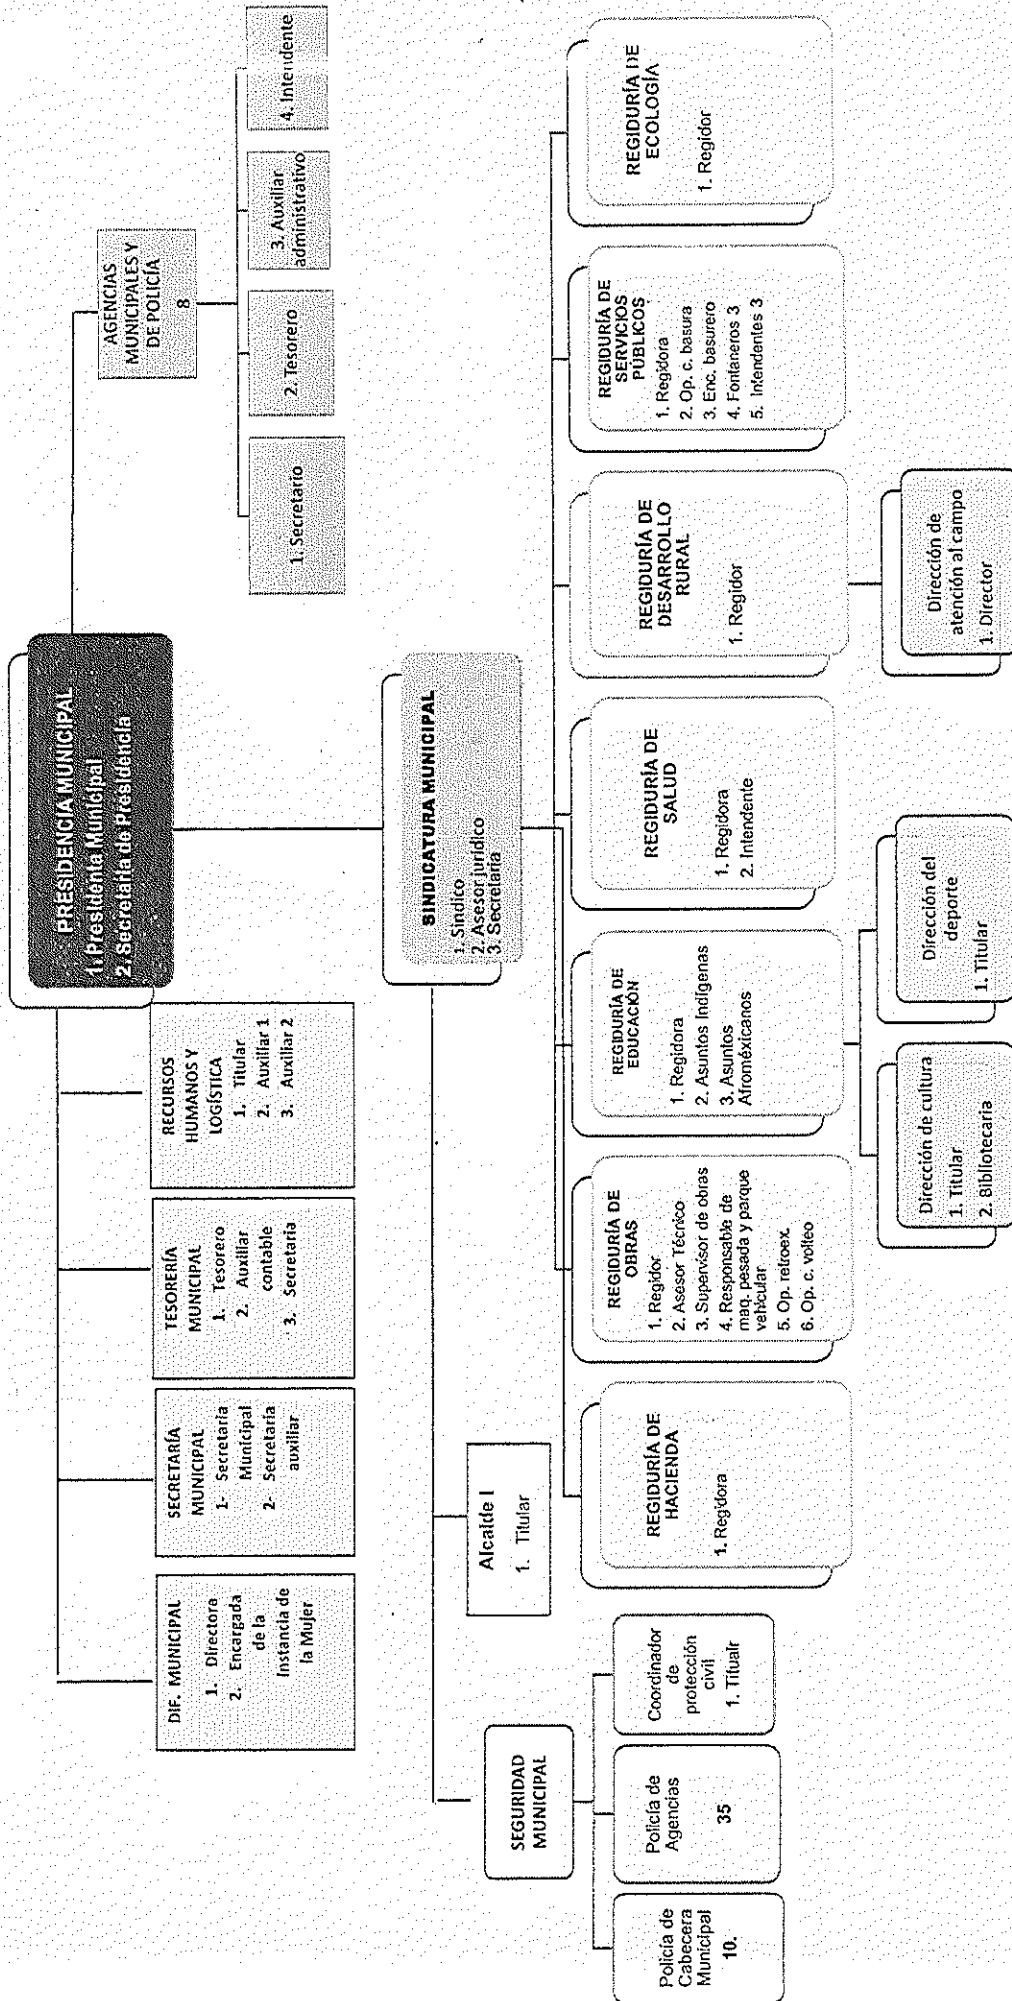 PRESIDENCIA MUNICIPAL
1. Presidenta Municipal
2. Secretaria de Presidencia
AGENCIAS
MUNICIPALES Y
DE POLICÍA
8
1. Secretario
2. Tesorero
3. Auxiliar
administrativo
4. Intendente
DIF. MUNICIPAL
1. Directora
2. Encargada
de la
Instancia de
la Mujer
SECRETARÍA
MUNICIPAL
1- Secretaria
Municipal
2- Secretaria
auxiliar
TESORERÍA
MUNICIPAL
1. Tesorero
2. Auxiliar
contable
3. Secretaria
RECURSOS
HUMANOS Y
LOGÍSTICA
1. Titular
2. Auxiliar 1
3. Auxiliar 2
SINDICATURA MUNICIPAL
1. Sindico
2. Asesor jurídico
3. Secretaria
SEGURIDAD
MUNICIPAL
Policía de
Cabecera
Municipal
10.
Policía de
Agencias
35
Coordinador
de
protección
civil
1. Titualr
Alcalde I
1. Titular
REGIDURÍA DE
HACIENDA
1. Regidora
REGIDURÍA DE
OBRAS
1. Regidor
2. Asesor Técnico
3. Supervisor de obras
4. Responsable de
maq. pesada y parque
vehicular
5. Op. retroex.
6. Op. c. volteo
REGIDURÍA DE
EDUCACIÓN
1. Regidora
2. Asuntos Indígenas
3. Asuntos
Afroméxicanos
Dirección de cultura
1. Titular
2. Bibliotecaria
Dirección del
deporte
1. Titular
REGIDURÍA DE
SALUD
1. Regidora
2. Intendente
REGIDURÍA DE
DESARROLLO
RURAL
1. Regidor
Dirección de
atención al campo
1. Director
REGIDURÍA DE
SERVICIOS
PÚBLICOS
1. Regidora
2. Op. c. basura
3. Enc. basurero
4. Fontaneros 3
5. Intendentes 3
REGIDURÍA DE
ECOLOGÍA
1. Regidor